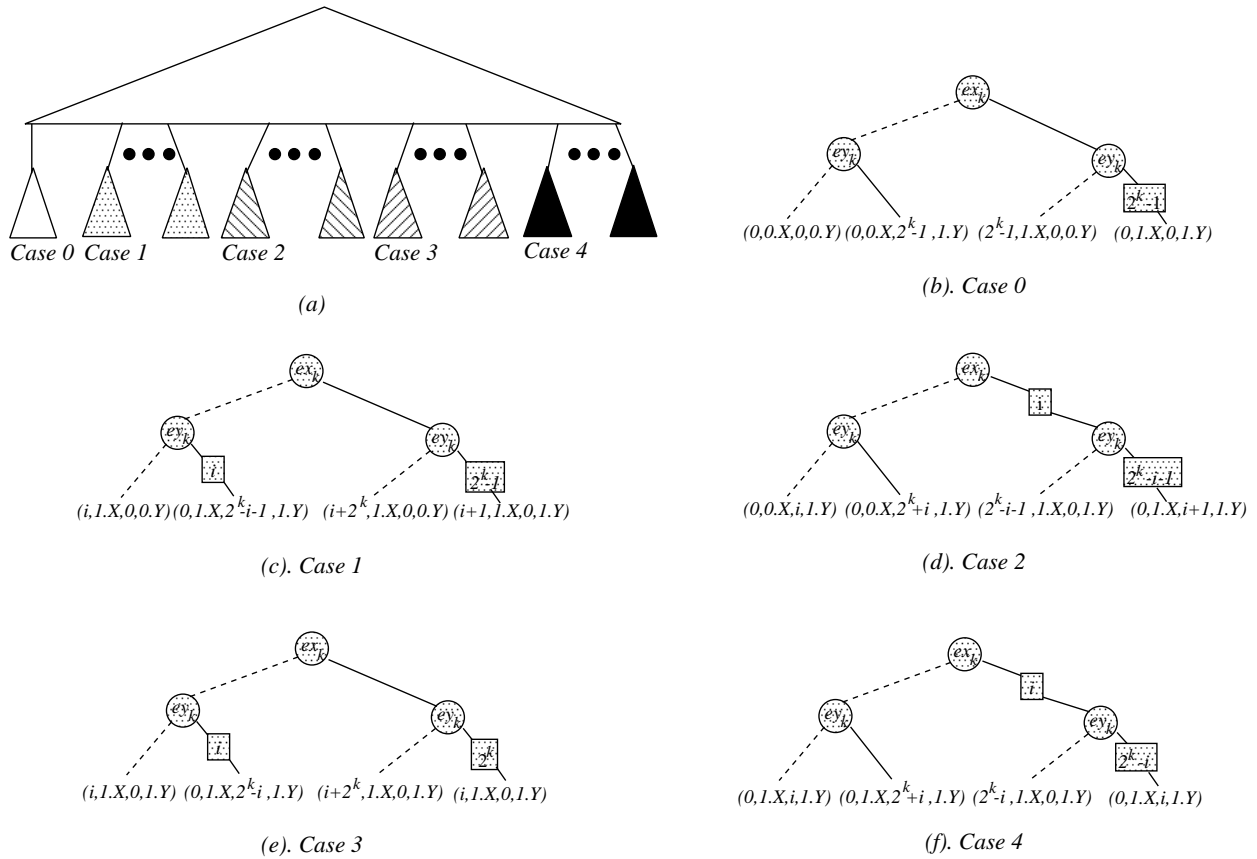 ex_k
ey_k ey_k
2^k-1
(0,0.X,0,0.Y) (0,0.X,2^k-1,1.Y) (2^k-1,1.X,0,0.Y) (0,1.X,0,1.Y)
Case 0 Case 1 Case 2 Case 3 Case 4
(a)
(b). Case 0
ex_k
ey_k ey_k
i 2^k-1
(i,1.X,0,0.Y) (0,1.X,2^k-i-1,1.Y) (i+2^k,1.X,0,0.Y) (i+1,1.X,0,1.Y)
(c). Case 1
ex_k
i
ey_k ey_k
2^k-i-1
(0,0.X,i,1.Y) (0,0.X,2^k+i,1.Y) (2^k-i-1,1.X,0,1.Y) (0,1.X,i+1,1.Y)
(d). Case 2
ex_k
ey_k ey_k
i 2^k
(i,1.X,0,1.Y) (0,1.X,2^k-i,1.Y) (i+2^k,1.X,0,1.Y) (i,1.X,0,1.Y)
(e). Case 3
ex_k
i
ey_k ey_k
2^k-i
(0,1.X,i,1.Y) (0,1.X,2^k+i,1.Y) (2^k-i,1.X,0,1.Y) (0,1.X,i,1.Y)
(f). Case 4